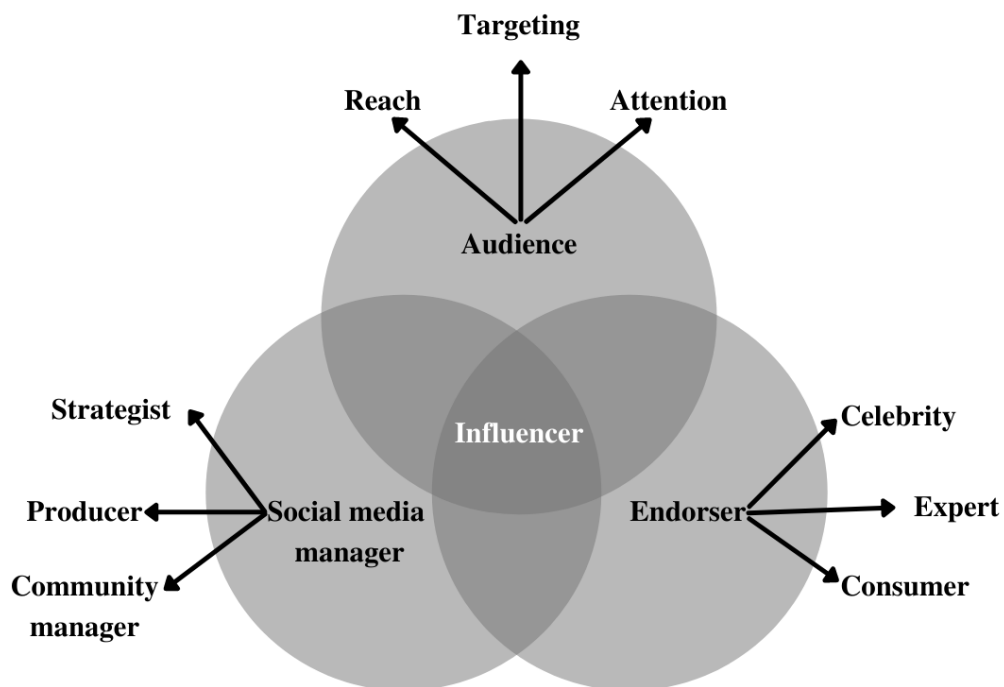 Targeting
Reach
Attention
Audience
Strategist
Influencer
Celebrity
Producer
Social media
manager
Endorser
Expert
Community
manager
Consumer